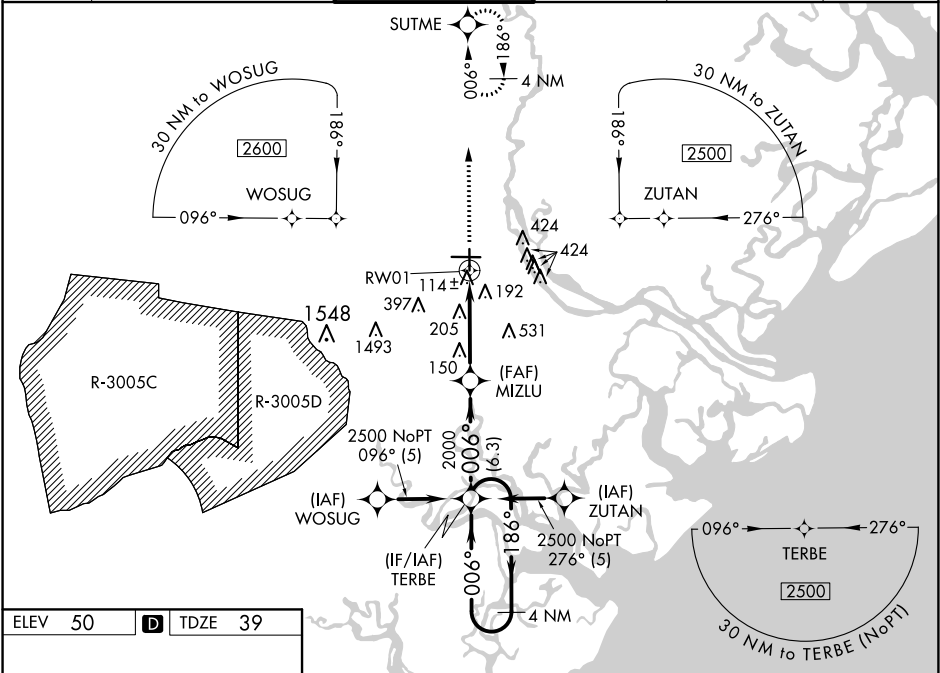 SUTME
186°
006°
4 NM
30 NM to WOSUG
186°
2600
WOSUG
096°
30 NM to ZUTAN
186°
2500
ZUTAN
276°
424
424
RW01
114±
192
397
205
531
1548
1493
150
R-3005C
R-3005D
(FAF)
MIZLU
2500 NoPT
096° (5)
2000
006°
(6.3)
(IAF)
WOSUG
(IAF)
ZUTAN
186°
2500 NoPT
276° (5)
(IF/IAF)
TERBE
006°
4 NM
096°
276°
TERBE
2500
30 NM to TERBE (NoPT)
ELEV 50 D TDZE 39